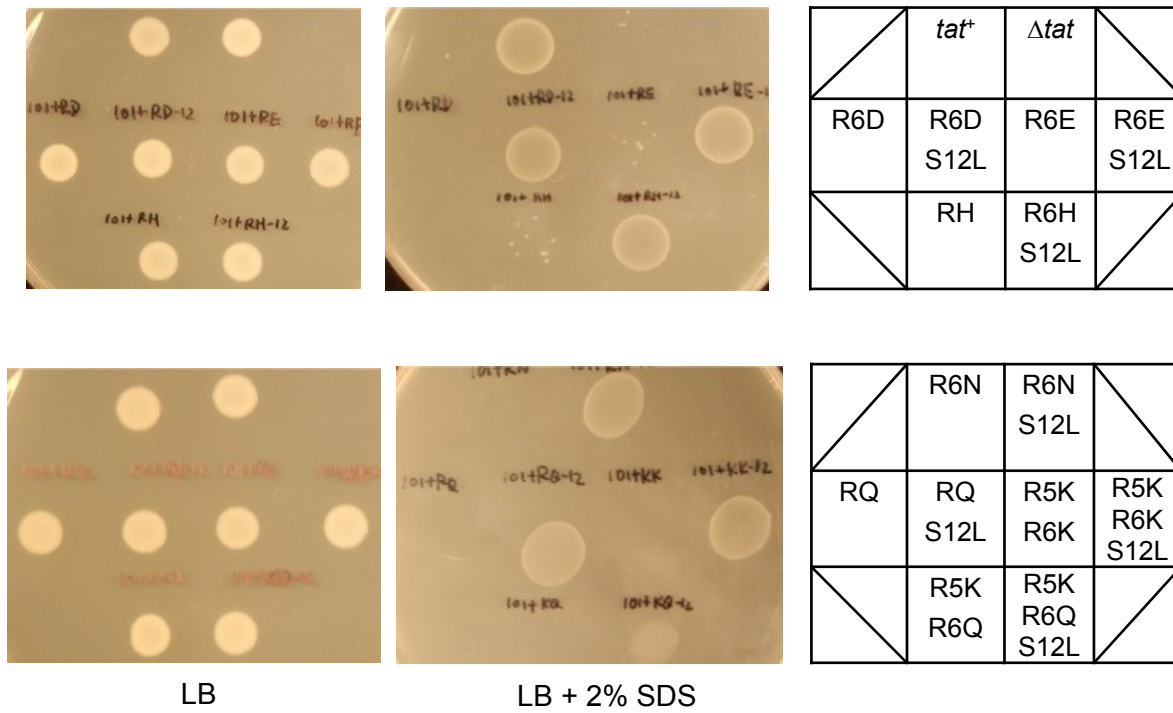 tat+ Δtat
101+RD 101+RD-12 101+RE
101+RH 101+RH-12
101+RD 101+RD-12 101+RE 101+RE-1
101+RH 101+RH-12
R6D R6D R6E R6E
S12L S12L
RH R6H
S12L
101+RN
101+RQ 101+RQ-12 101+KK 101+KK-12
101+KQ 101+KQ-12
R6N R6N
S12L
RQ RQ R5K R5K
S12L R6K R6K
S12L
R5K R5K
R6Q R6Q
S12L
LB LB + 2% SDS